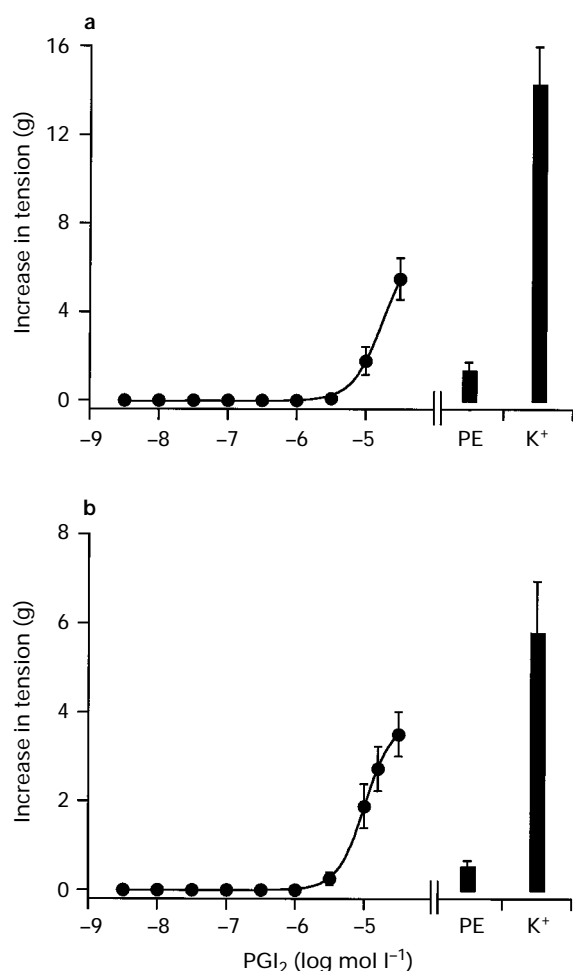 a
Increase in tension (g)
16
12
8
4
0
–9 –8 –7 –6 –5 PE K⁺
b
Increase in tension (g)
8
6
4
2
0
–9 –8 –7 –6 –5 PE K⁺
PGI₂ (log mol l⁻¹)